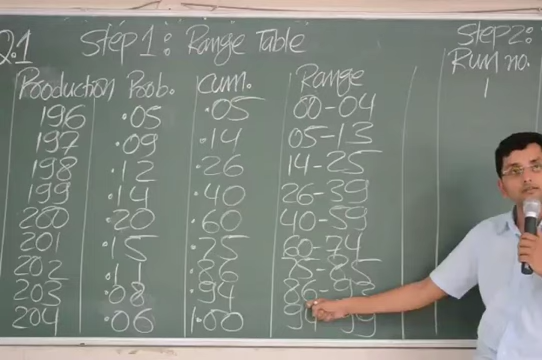 Q.1 Step 1: Range Table Step 2:
Production Prob. Cum. Range Run no.
196 .05 .05 00-04 1
197 .09 .14 05-13
198 .12 .26 14-25
199 .14 .40 26-39
200 .20 .60 40-59
201 .15 .75 60-74
202 .11 .86 75-85
203 .08 .94 86-93
204 .06 1.00 94-99